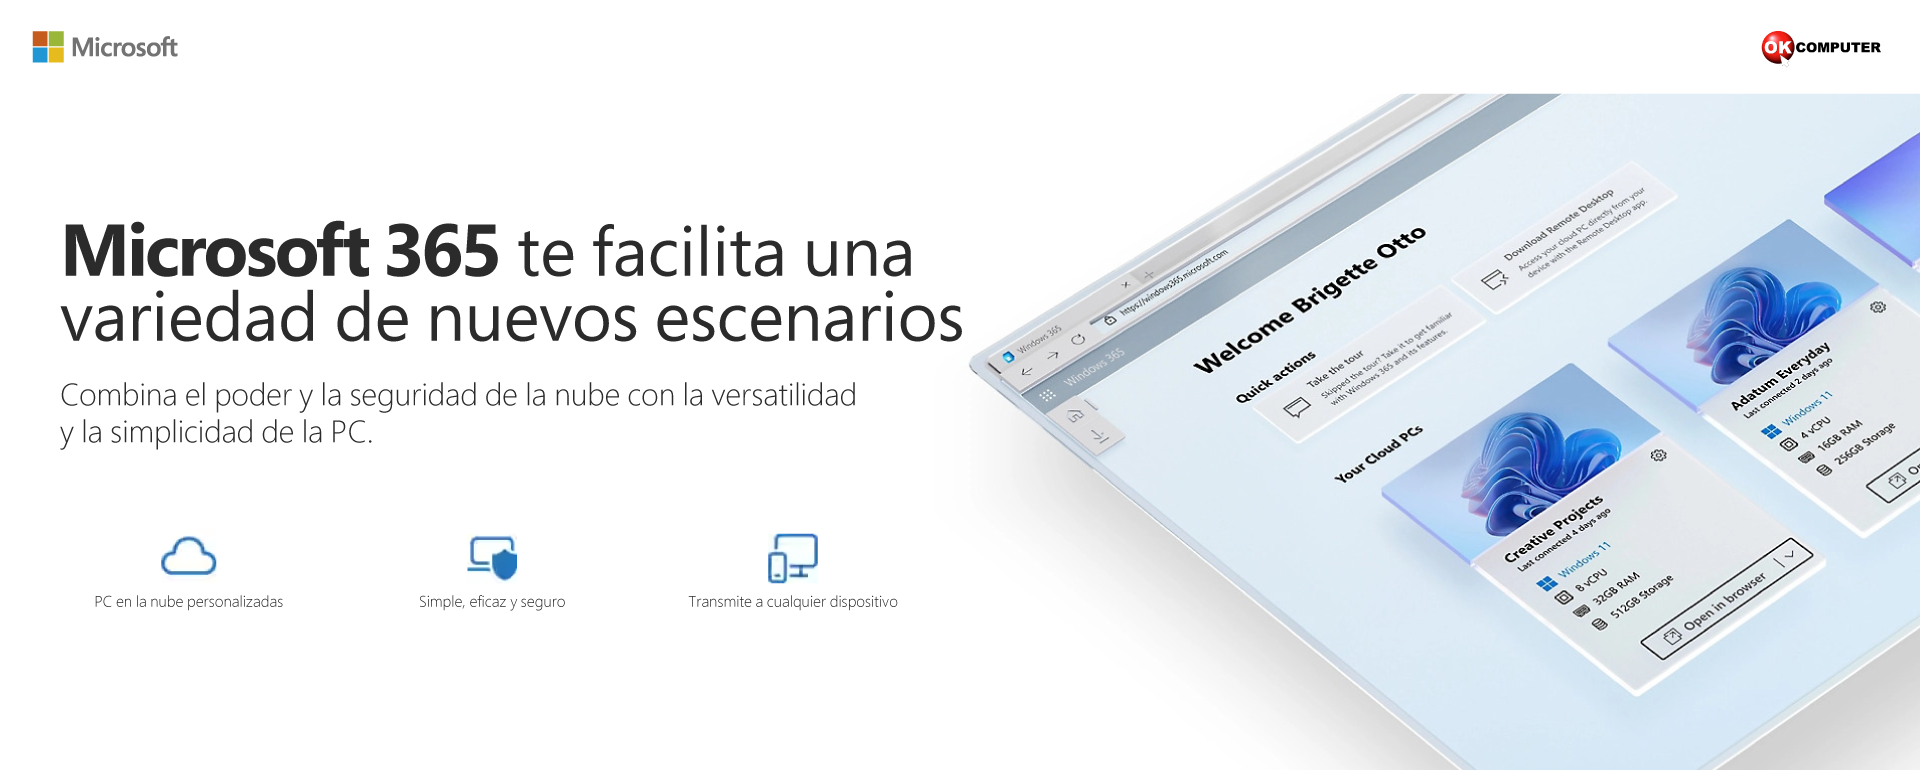 Microsoft
OK COMPUTER
Microsoft 365 te facilita una
variedad de nuevos escenarios
Combina el poder y la seguridad de la nube con la versatilidad
y la simplicidad de la PC.
PC en la nube personalizadas
Simple, eficaz y seguro
Transmite a cualquier dispositivo
Windows 365
https://windows365.microsoft.com
Windows 365
Welcome Brigette Otto
Quick actions
Take the tour
Skipped the tour? Take it to get familiar
with Windows 365 and its features.
Download Remote Desktop
Access your cloud PC directly from your
device with the Remote Desktop app.
Your Cloud PCs
Creative Projects
Last connected 4 days ago
Windows 11
8 vCPU
32GB RAM
512GB Storage
Open in browser
Adatum Everyday
Last connected 2 days ago
Windows 11
4 vCPU
16GB RAM
256GB Storage